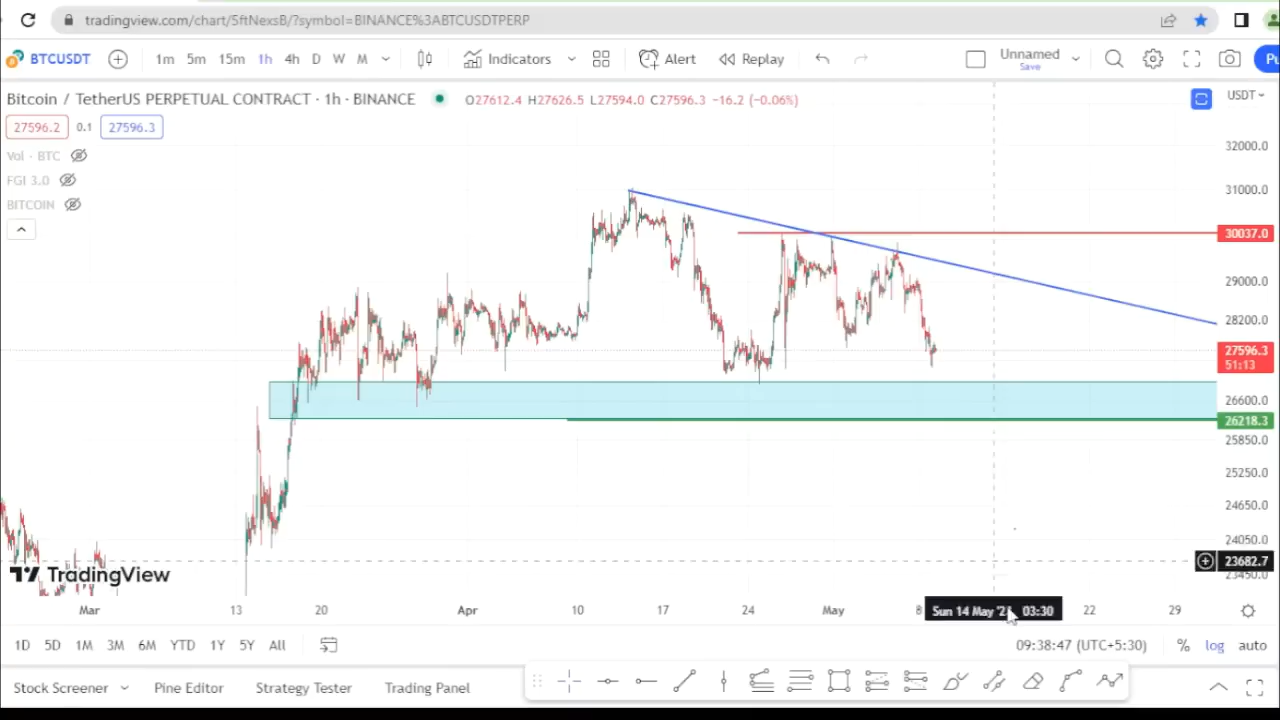 tradingview.com/chart/5ftNexsB/?symbol=BINANCE%3ABTCUSDTPERP
BTCUSDT 1m 5m 15m 1h 4h D W M Indicators Alert Replay Unnamed Save Pu
Bitcoin / TetherUS PERPETUAL CONTRACT · 1h · BINANCE O27612.4 H27626.5 L27594.0 C27596.3 −16.2 (−0.06%) USDT
27596.2 0.1 27596.3
Vol · BTC
FGI 3.0
BITCOIN
32000.0
31000.0
30037.0
29000.0
28200.0
27596.3
51:13
26600.0
26218.3
25850.0
25250.0
24650.0
24050.0
23682.7
23450.0
TradingView
Mar 13 20 Apr 10 17 24 May 8 Sun 14 May '23 03:30 22 29
1D 5D 1M 3M 6M YTD 1Y 5Y All 09:38:47 (UTC+5:30) % log auto
Stock Screener Pine Editor Strategy Tester Trading Panel